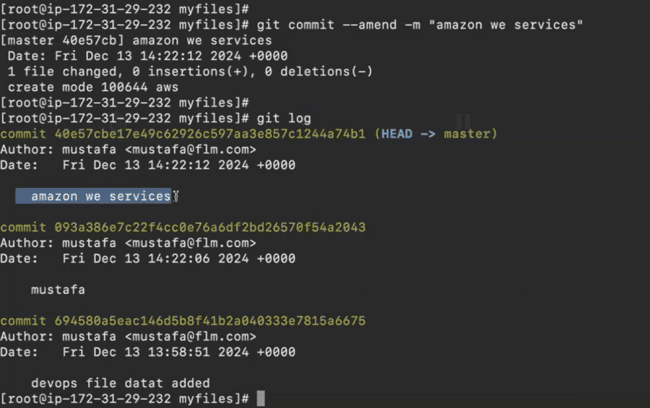 [root@ip-172-31-29-232 myfiles]#
[root@ip-172-31-29-232 myfiles]# git commit --amend -m "amazon we services"
[master 40e57cb] amazon we services
 Date: Fri Dec 13 14:22:12 2024 +0000
 1 file changed, 0 insertions(+), 0 deletions(-)
 create mode 100644 aws
[root@ip-172-31-29-232 myfiles]#
[root@ip-172-31-29-232 myfiles]# git log
commit 40e57cbe17e49c62926c597aa3e857c1244a74b1 (HEAD -> master)
Author: mustafa <mustafa@flm.com>
Date:   Fri Dec 13 14:22:12 2024 +0000

    amazon we services

commit 093a386e7c22f4cc0e76a6df2bd26570f54a2043
Author: mustafa <mustafa@flm.com>
Date:   Fri Dec 13 14:22:06 2024 +0000

    mustafa

commit 694580a5eac146d5b8f41b2a040333e7815a6675
Author: mustafa <mustafa@flm.com>
Date:   Fri Dec 13 13:58:51 2024 +0000

    devops file datat added
[root@ip-172-31-29-232 myfiles]#